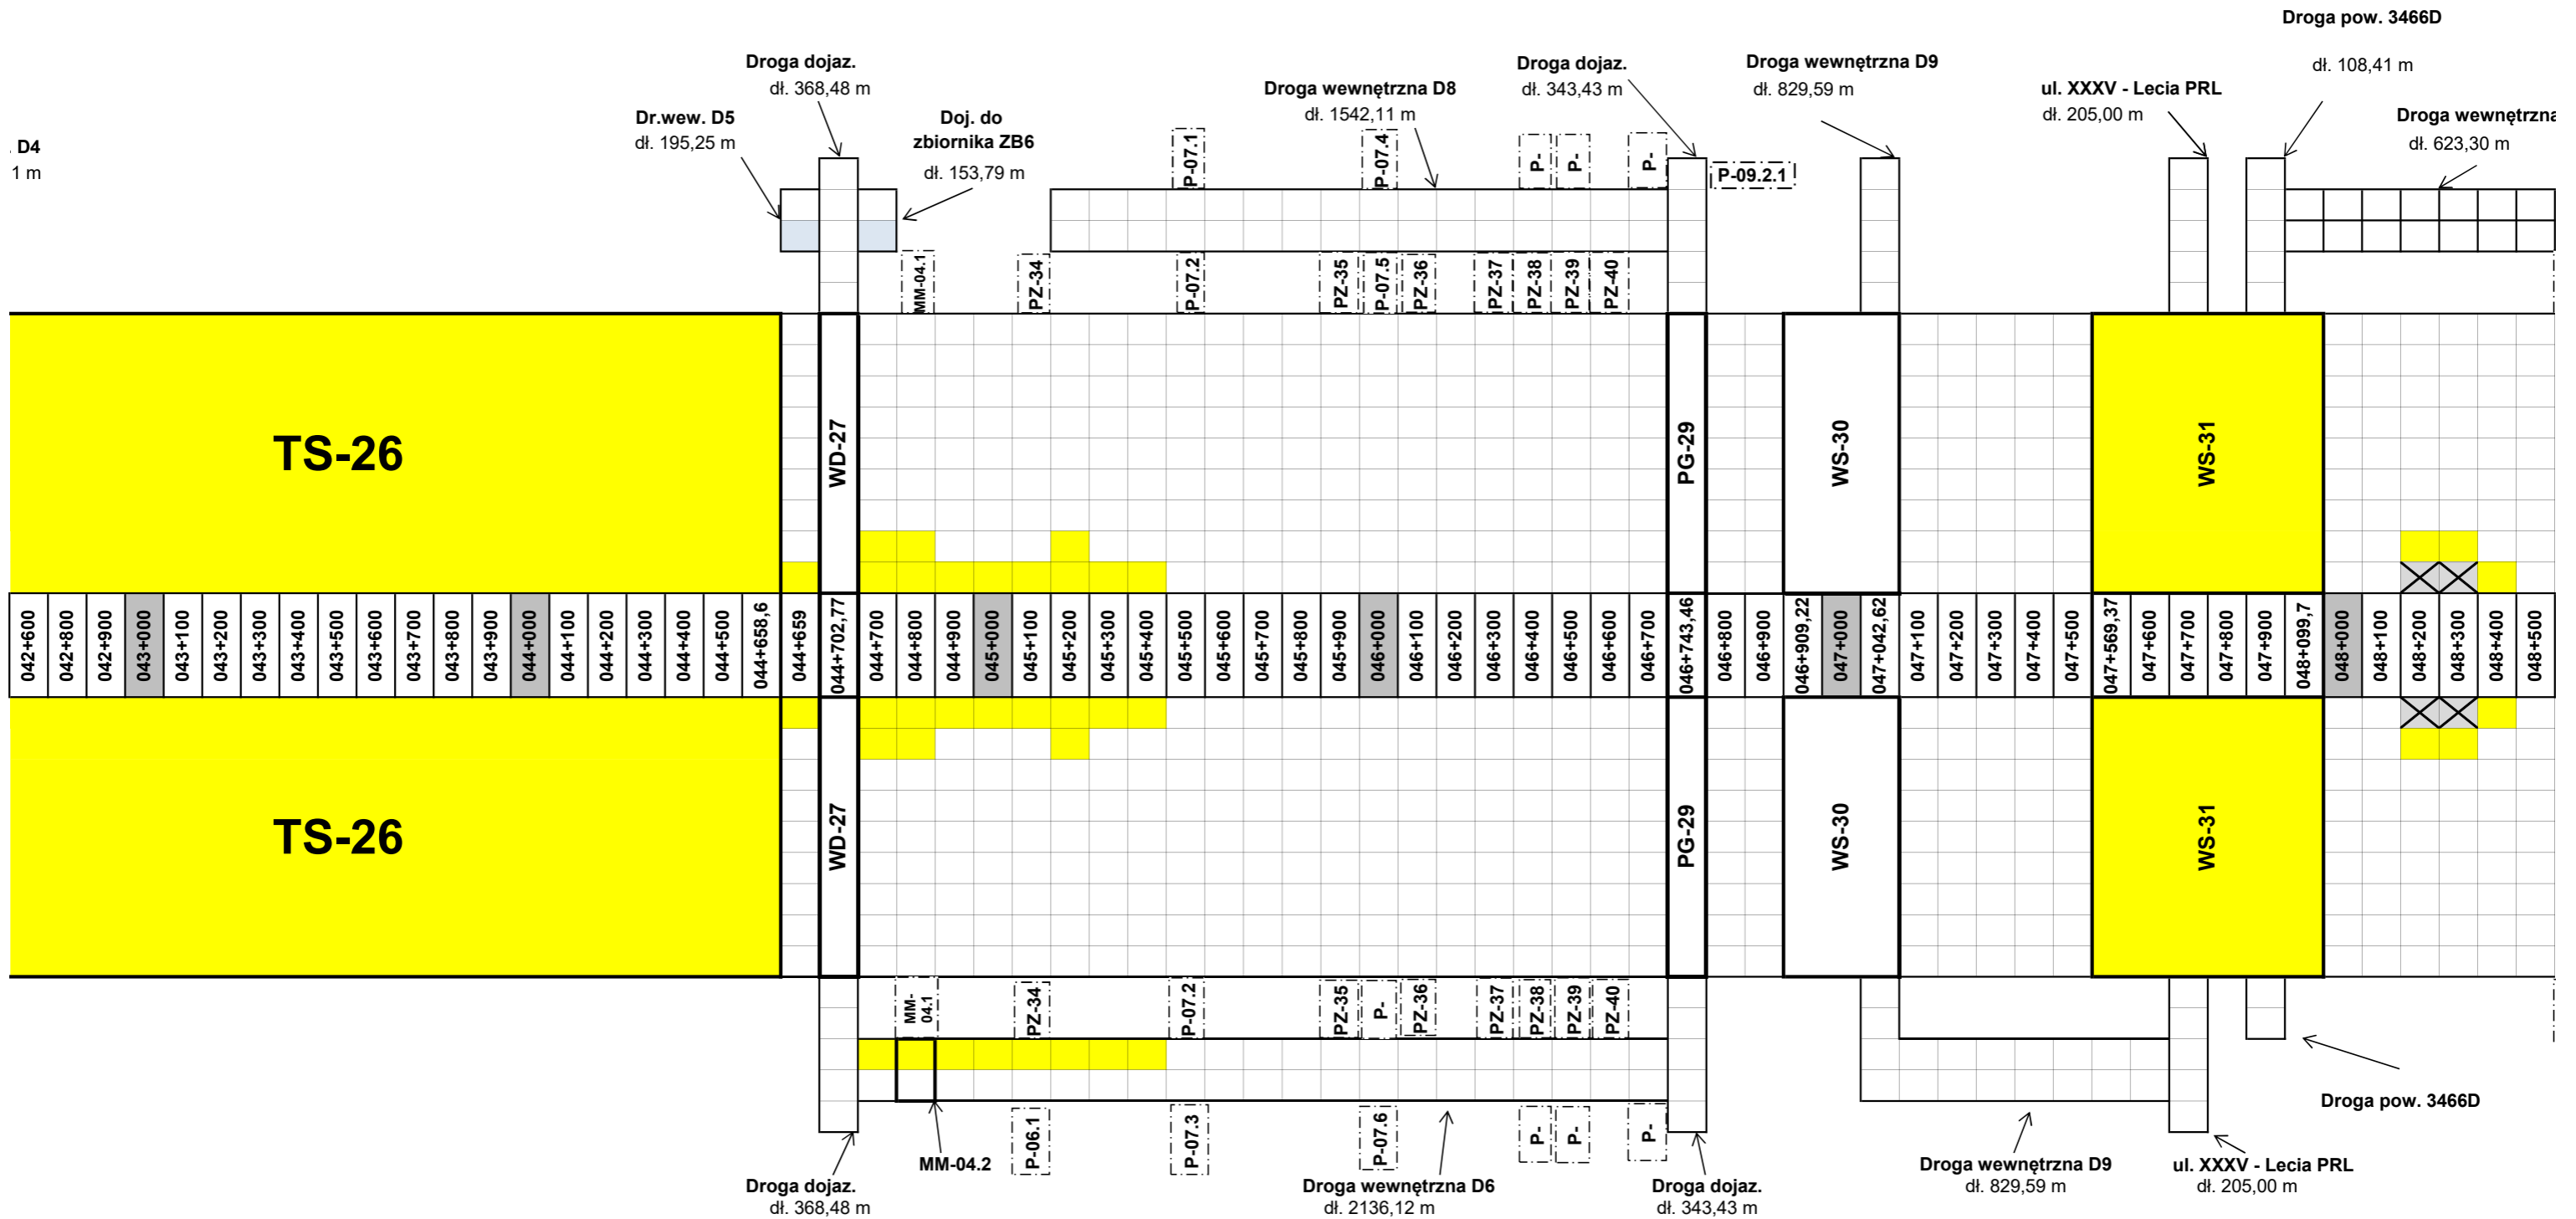 Droga pow. 3466D
dł. 108,41 m
Droga dojaz.
dł. 368,48 m
Droga dojaz.
dł. 343,43 m
Droga wewnętrzna D9
dł. 829,59 m
Droga wewnętrzna D8
dł. 1542,11 m
ul. XXXV - Lecia PRL
dł. 205,00 m
Droga wewnętrzna
dł. 623,30 m
Dr.wew. D5
dł. 195,25 m
Doj. do
zbiornika ZB6
dł. 153,79 m
. D4
1 m
P-07.1
P-07.4
P-
P-
P-
P-09.2.1
MM-04.1
PZ-34
P-07.2
PZ-35
P-07.5
PZ-36
PZ-37
PZ-38
PZ-39
PZ-40
TS-26
WD-27
PG-29
WS-30
WS-31
042+600
042+800
042+900
043+000
043+100
043+200
043+300
043+400
043+500
043+600
043+700
043+800
043+900
044+000
044+100
044+200
044+300
044+400
044+500
044+658,6
044+659
044+702,77
044+700
044+800
044+900
045+000
045+100
045+200
045+300
045+400
045+500
045+600
045+700
045+800
045+900
046+000
046+100
046+200
046+300
046+400
046+500
046+600
046+700
046+743,46
046+800
046+900
046+909,22
047+000
047+042,62
047+100
047+200
047+300
047+400
047+500
047+569,37
047+600
047+700
047+800
047+900
048+099,7
048+000
048+100
048+200
048+300
048+400
048+500
TS-26
WD-27
PG-29
WS-30
WS-31
MM-
04.1
PZ-34
P-07.2
PZ-35
P-
PZ-36
PZ-37
PZ-38
PZ-39
PZ-40
P-06.1
P-07.3
P-07.6
P-
P-
P-
Droga pow. 3466D
MM-04.2
Droga dojaz.
dł. 368,48 m
Droga wewnętrzna D6
dł. 2136,12 m
Droga dojaz.
dł. 343,43 m
Droga wewnętrzna D9
dł. 829,59 m
ul. XXXV - Lecia PRL
dł. 205,00 m